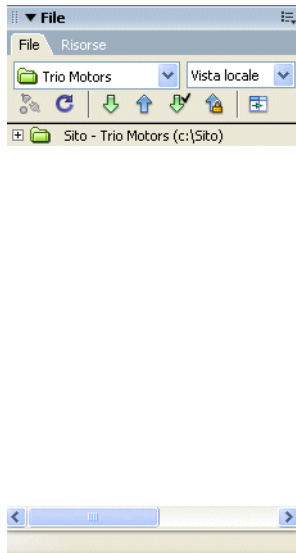 File
File Risorse
Trio Motors Vista locale
Sito - Trio Motors (c:\Sito)